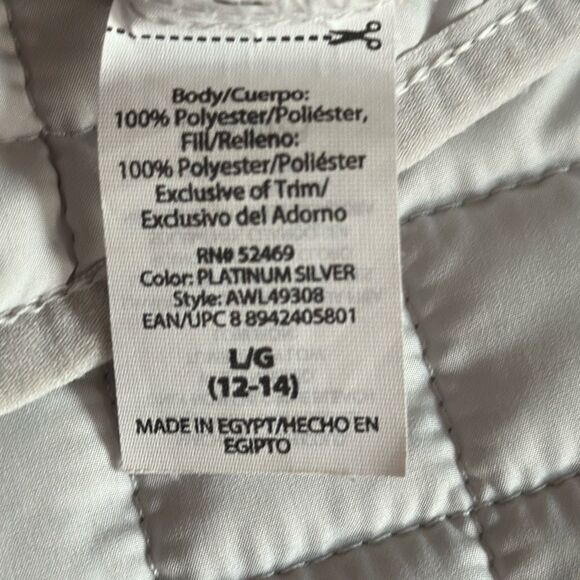 Body/Cuerpo:
100% Polyester/Poliéster,
Fill/Relleno:
100% Polyester/Poliéster
Exclusive of Trim/
Exclusivo del Adorno
RN# 52469
Color: PLATINUM SILVER
Style: AWL49308
EAN/UPC 8 8942405801
L/G
(12-14)
MADE IN EGYPT/HECHO EN
EGIPTO